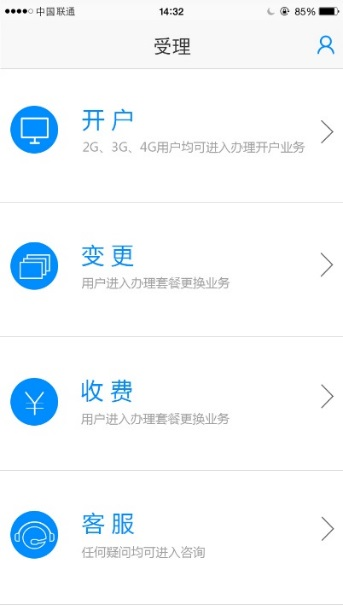 中国联通 14:32 85%
受理
开户
2G、3G、4G用户均可进入办理开户业务
变更
用户进入办理套餐更换业务
收费
用户进入办理套餐更换业务
客服
任何疑问均可进入咨询